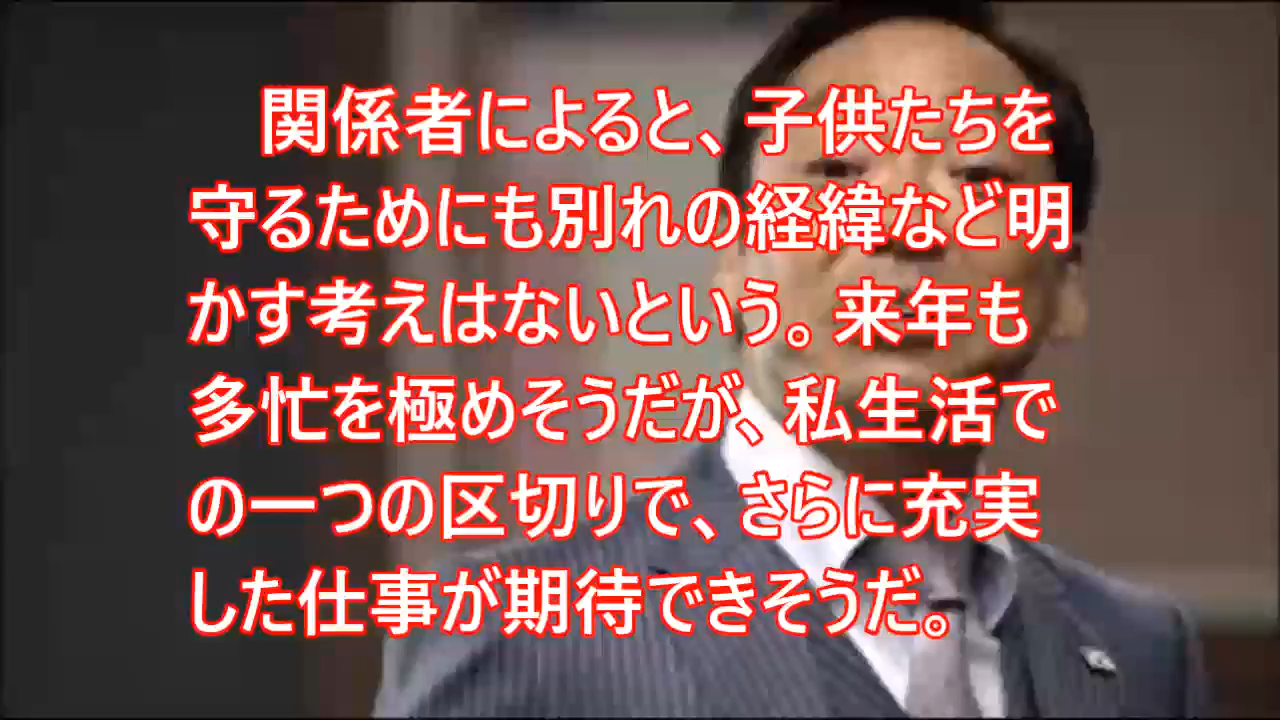 関係者によると、子供たちを
守るためにも別れの経緯など明
かす考えはないという。来年も
多忙を極めそうだが、私生活で
の一つの区切りで、さらに充実
した仕事が期待できそうだ。